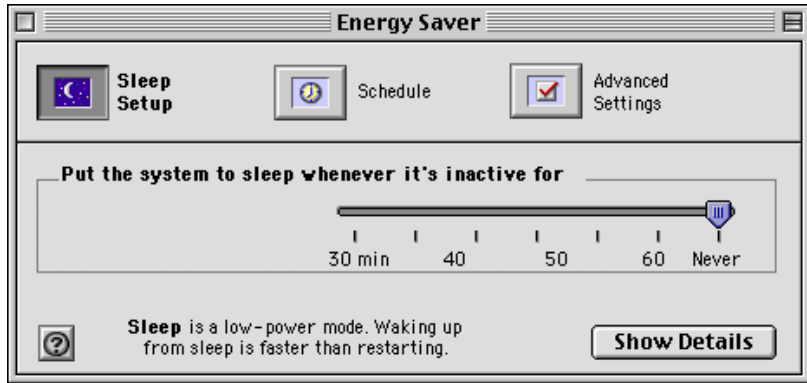 Energy Saver
Sleep
Setup
Schedule
Advanced
Settings
Put the system to sleep whenever it's inactive for
30 min 40 50 60 Never
Sleep is a low-power mode. Waking up
from sleep is faster than restarting.
Show Details
?